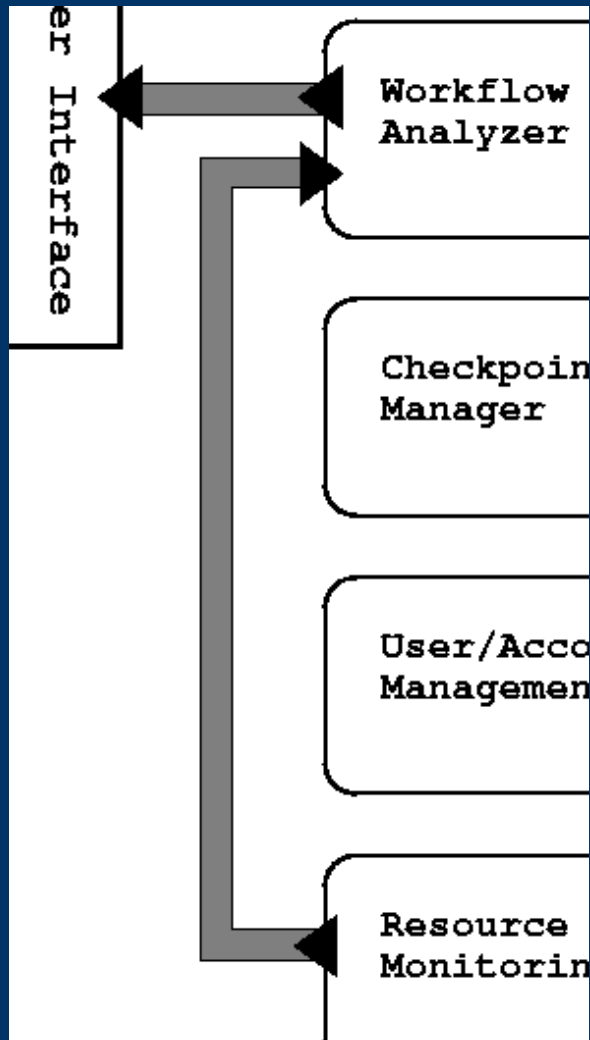 er Interface
Workflow
Analyzer
Checkpoin
Manager
User/Acco
Managemen
Resource
Monitorin